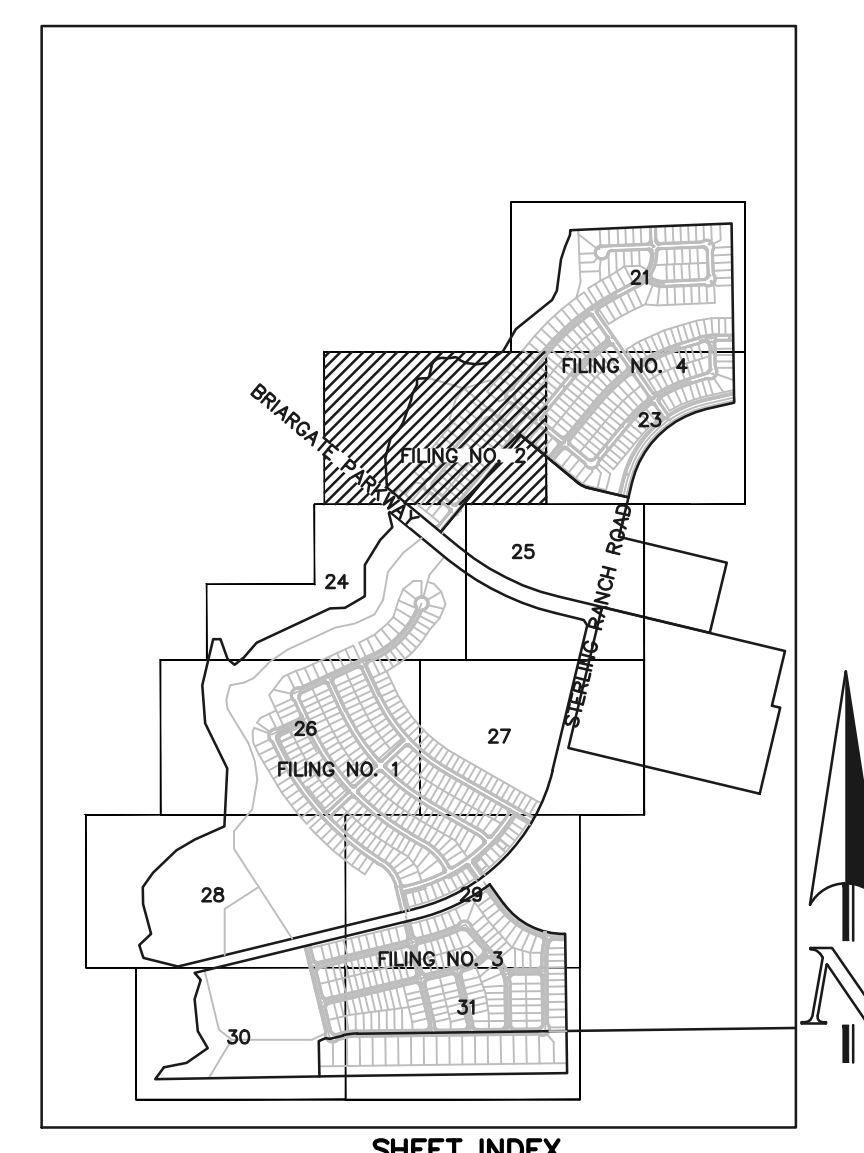 21
FILING NO. 4
23
BRIARGATE PARKWAY
FILING NO. 2
25
24
STERLING RANCH ROAD
26
27
FILING NO. 1
28
29
FILING NO. 3
31
30
N
SHEET INDEX